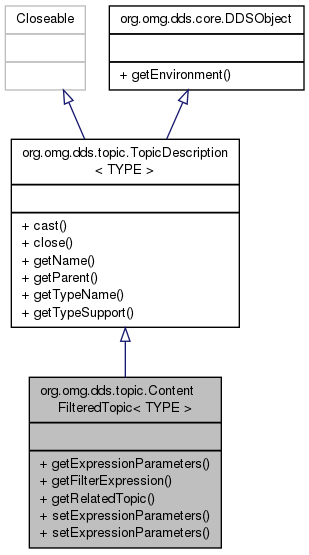 Closeable
org.omg.dds.core.DDSObject
+ getEnvironment()
org.omg.dds.topic.TopicDescription
< TYPE >
+ cast()
+ close()
+ getName()
+ getParent()
+ getTypeName()
+ getTypeSupport()
org.omg.dds.topic.Content
FilteredTopic< TYPE >
+ getExpressionParameters()
+ getFilterExpression()
+ getRelatedTopic()
+ setExpressionParameters()
+ setExpressionParameters()